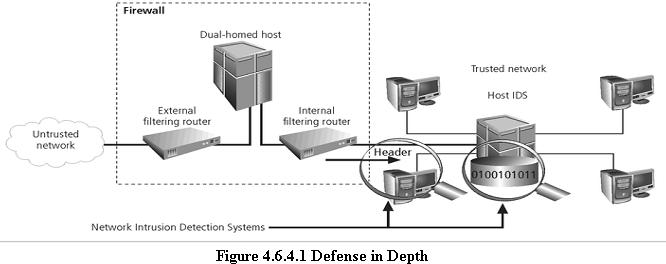 Firewall
Dual-homed host
Trusted network
Host IDS
External
filtering router
Internal
filtering router
Untrusted
network
Header
0100101011
Network Intrusion Detection Systems
Figure 4.6.4.1 Defense in Depth